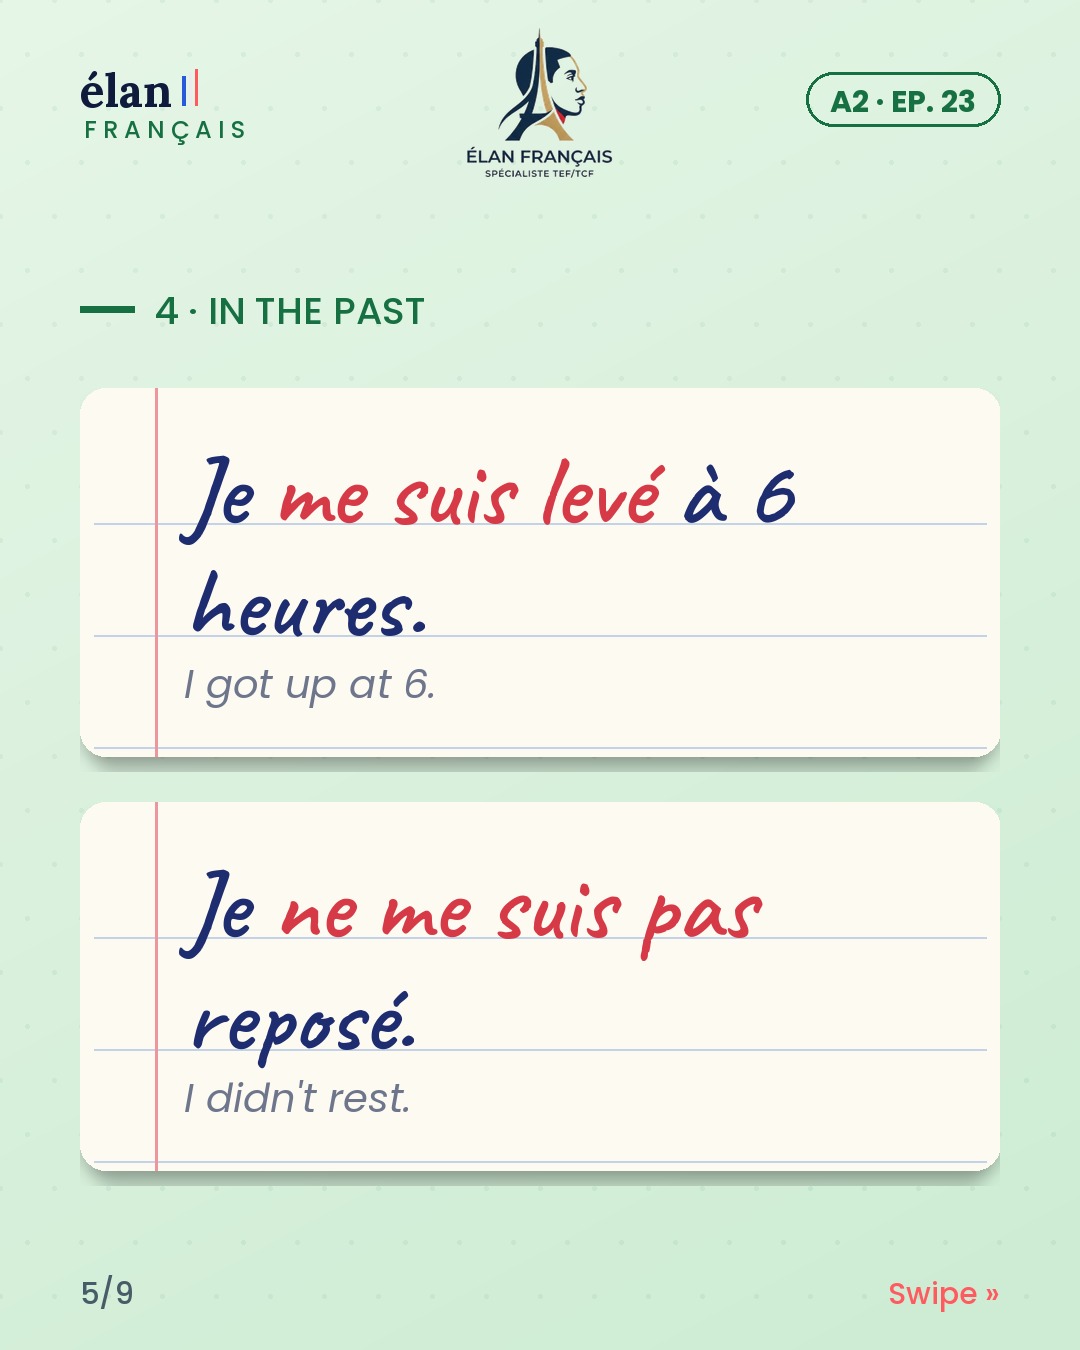 élan
FRANÇAIS
ÉLAN FRANÇAIS
SPÉCIALISTE TEF/TCF
A2 · EP. 23
4 · IN THE PAST
Je me suis levé à 6
heures.
I got up at 6.
Je ne me suis pas
reposé.
I didn't rest.
5/9
Swipe »